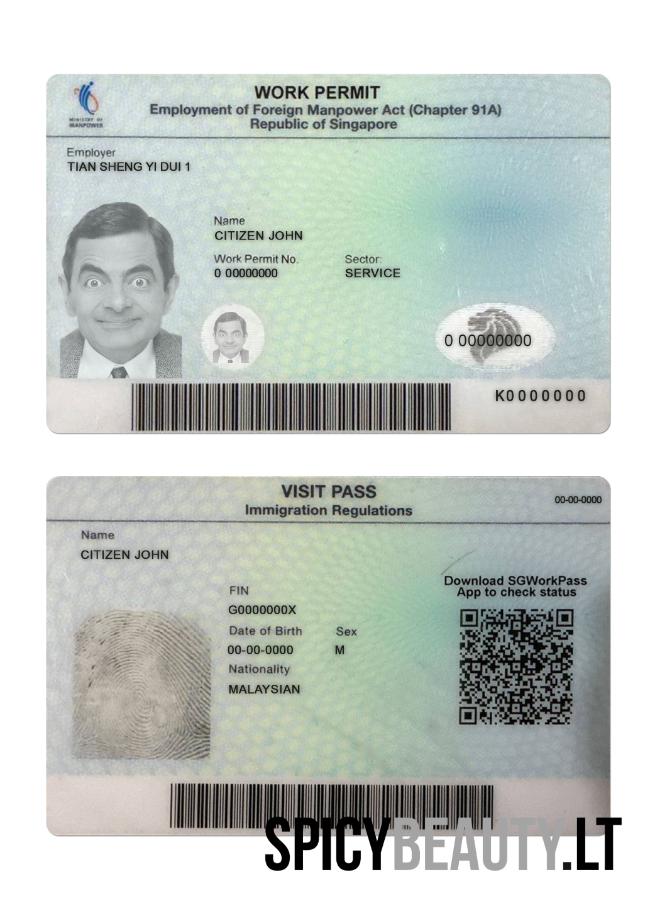 MINISTRY OF
MANPOWER
WORK PERMIT
Employment of Foreign Manpower Act (Chapter 91A)
Republic of Singapore
Employer
TIAN SHENG YI DUI 1
Name
CITIZEN JOHN
Work Permit No.
Sector:
0 00000000
SERVICE
0 00000000
K0000000
VISIT PASS
Immigration Regulations
00-00-0000
Name
CITIZEN JOHN
Download SGWorkPass
App to check status
FIN
G0000000X
Date of Birth
Sex
00-00-0000
M
Nationality
MALAYSIAN
SPICYBEAUTY.LT